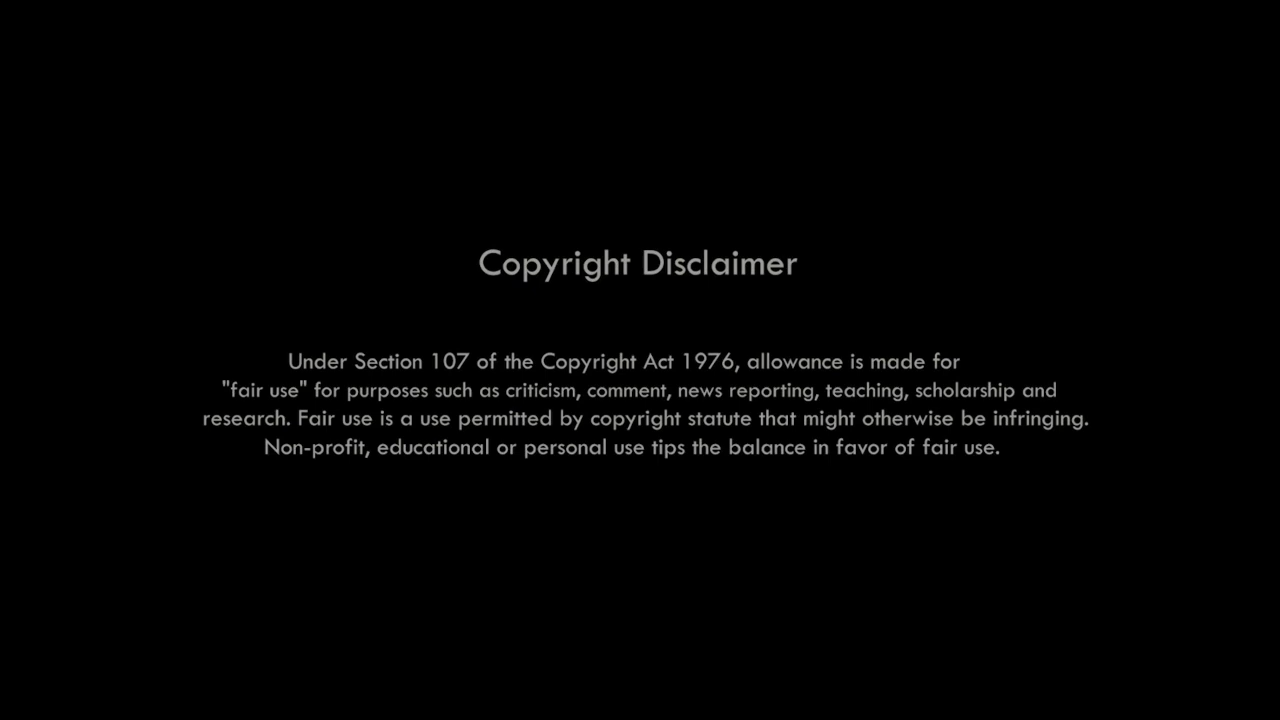 Copyright Disclaimer
Under Section 107 of the Copyright Act 1976, allowance is made for
"fair use" for purposes such as criticism, comment, news reporting, teaching, scholarship and
research. Fair use is a use permitted by copyright statute that might otherwise be infringing.
Non-profit, educational or personal use tips the balance in favor of fair use.